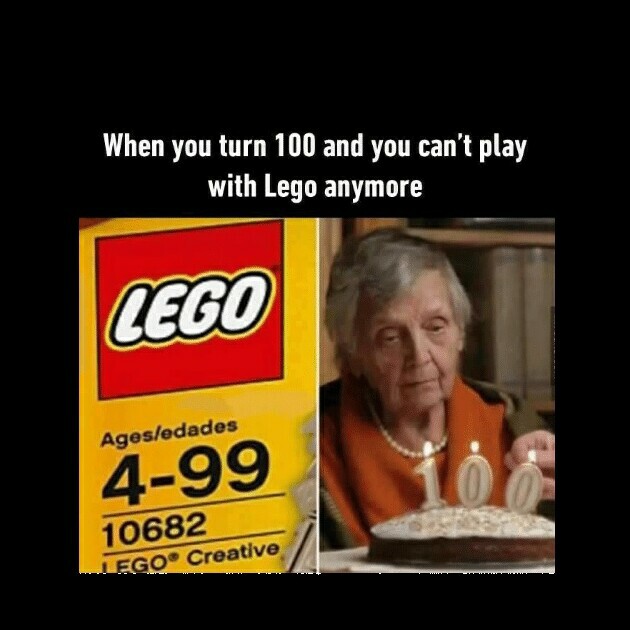 When you turn 100 and you can't play
with Lego anymore
LEGO
Ages/edades
4-99
10682
LEGO® Creative
100